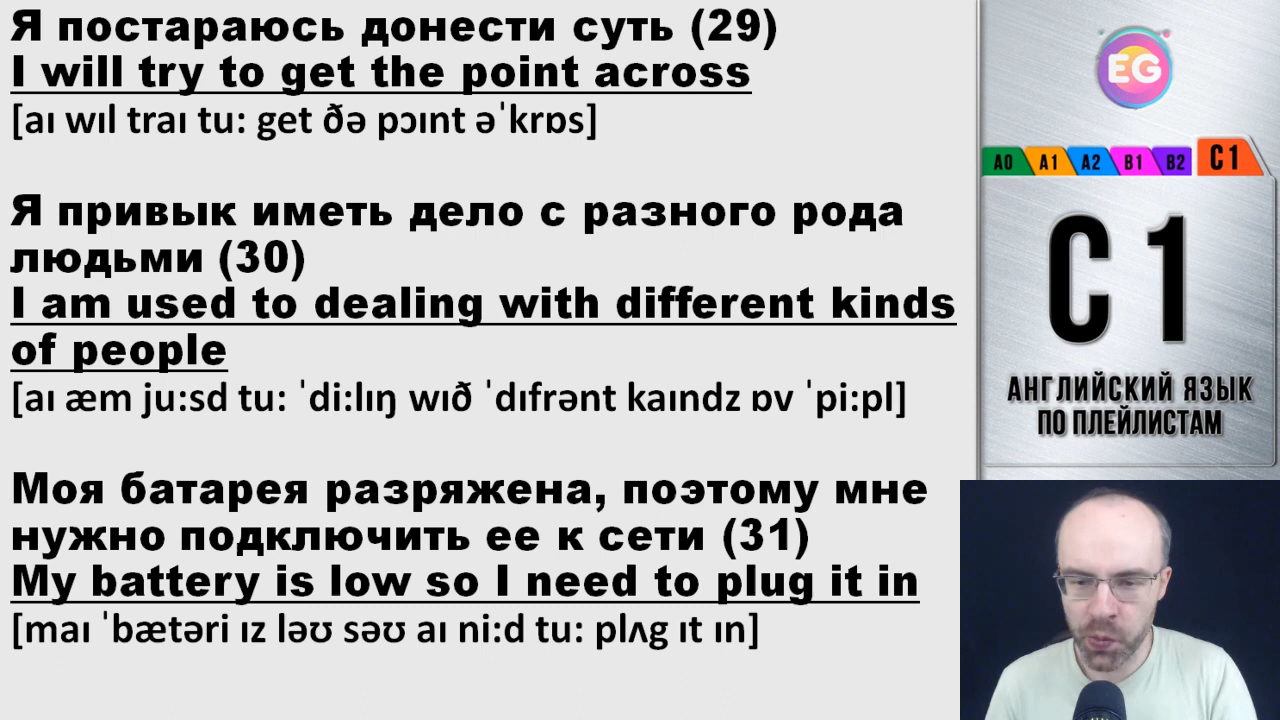 Я постараюсь донести суть (29)
I will try to get the point across
[aɪ wɪl traɪ tu: get ðə pɔɪnt əˈkrɒs]
Я привык иметь дело с разного рода
людьми (30)
I am used to dealing with different kinds
of people
[aɪ æm ju:sd tu: ˈdi:lɪŋ wɪð ˈdɪfrənt kaɪndz ɒv ˈpi:pl]
Моя батарея разряжена, поэтому мне
нужно подключить ее к сети (31)
My battery is low so I need to plug it in
[maɪ ˈbætəri ɪz ləʊ səʊ aɪ ni:d tu: plʌg ɪt ɪn]
EG
A0 A1 A2 B1 B2 C1
C1
АНГЛИЙСКИЙ ЯЗЫК
ПО ПЛЕЙЛИСТАМ